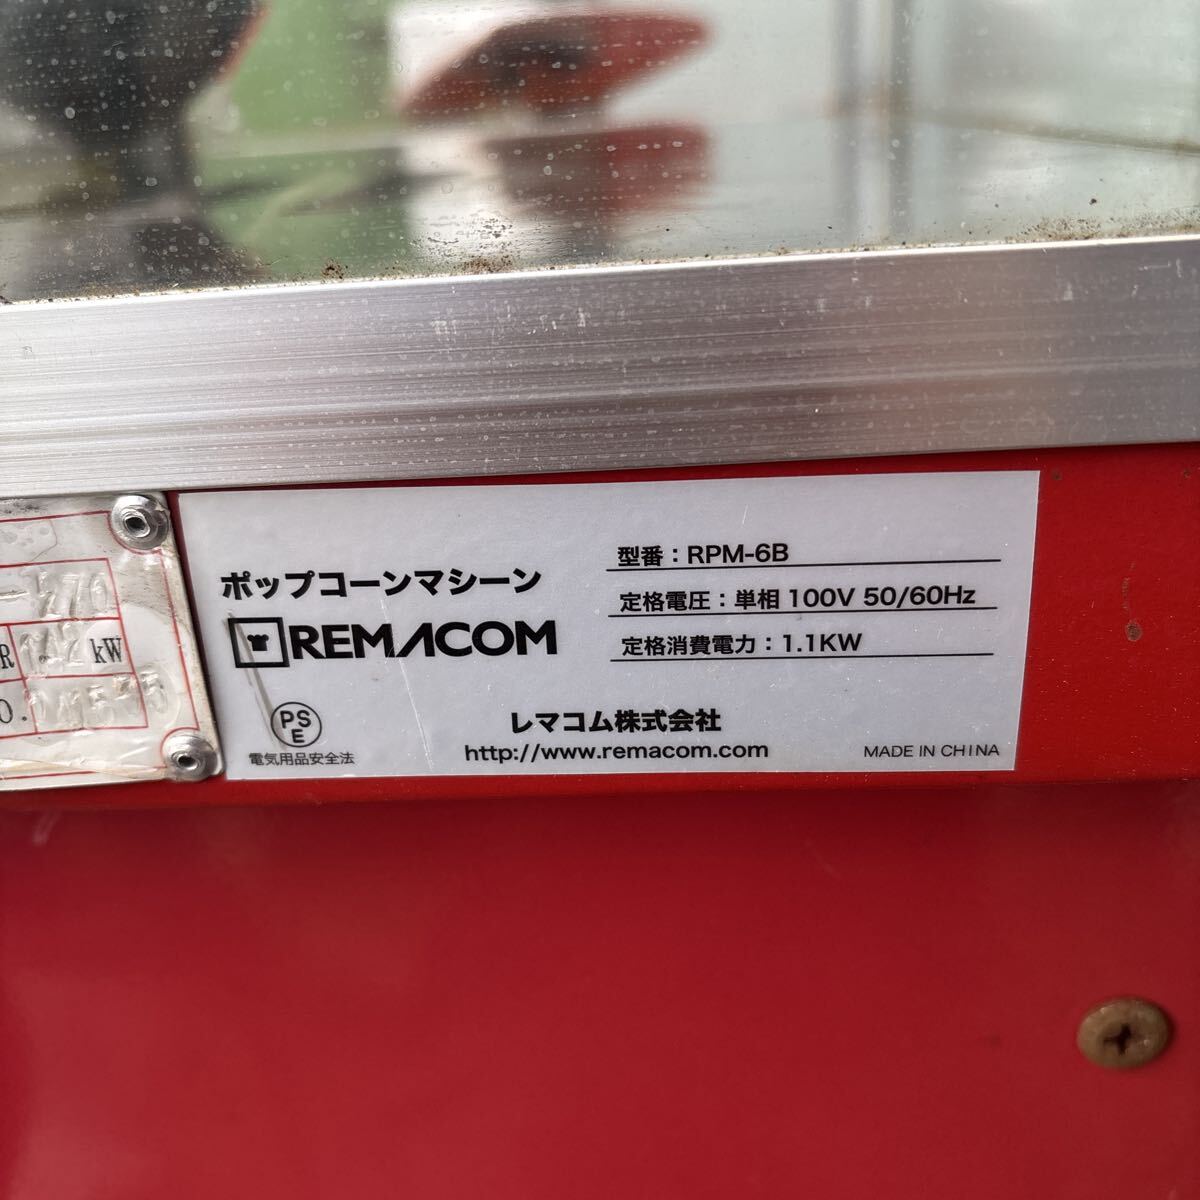 kW
ポップコーンマシーン
REMACOM
型番：RPM-6B
定格電圧：単相 100V 50/60Hz
定格消費電力：1.1KW
PS
E
電気用品安全法
レマコム株式会社
http://www.remacom.com
MADE IN CHINA